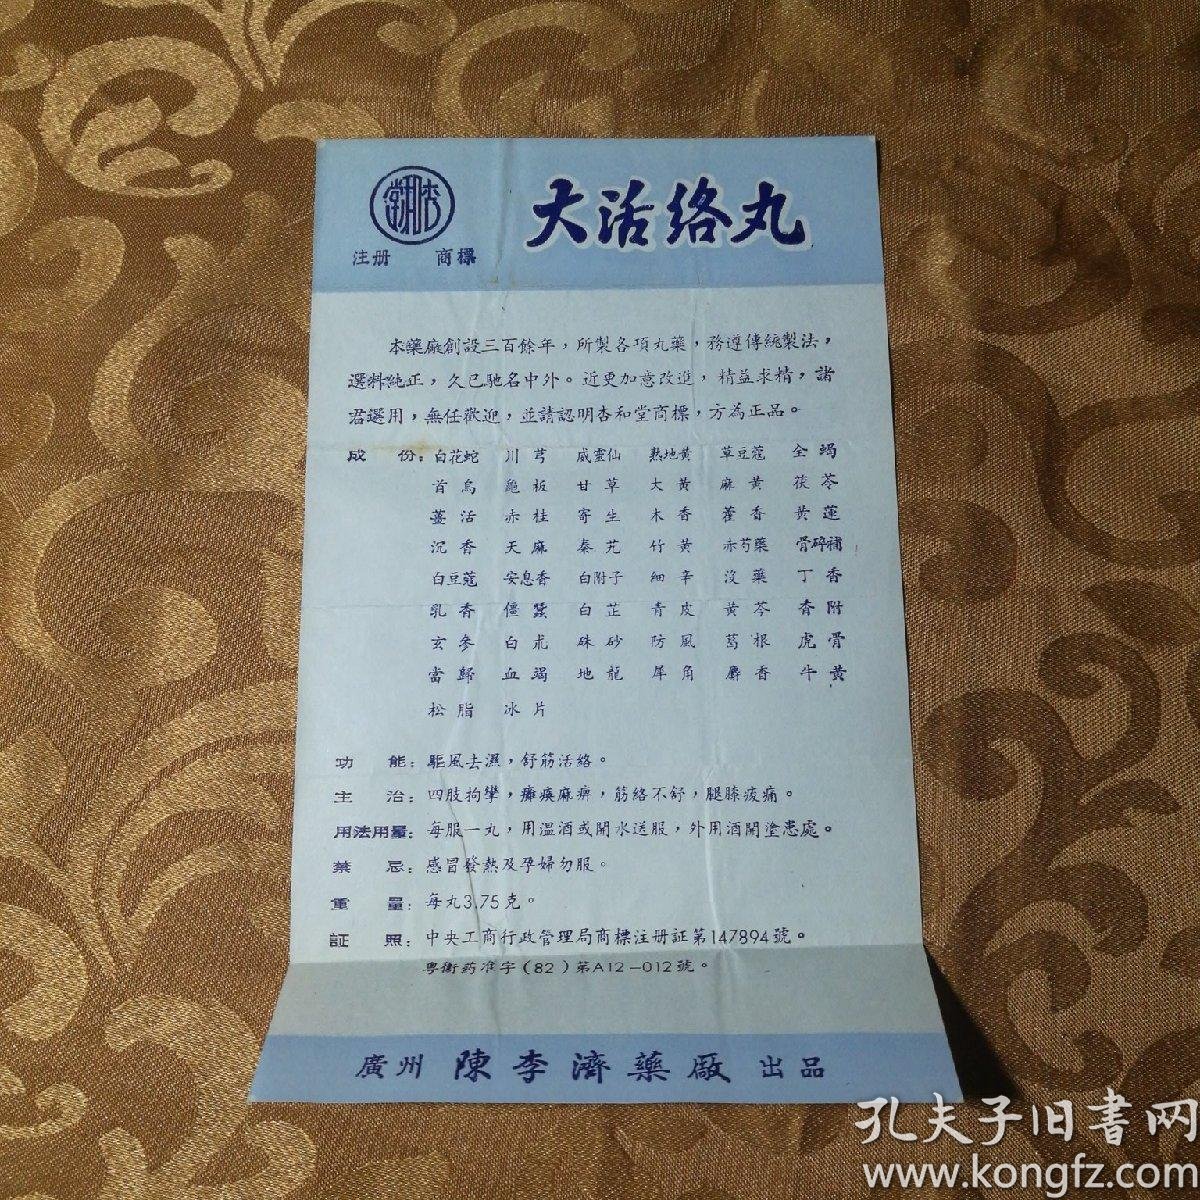 杏和堂
大活络丸
注册 商標
本藥廠創設三百餘年，所製各項丸藥，務遵傳統製法，
選料純正，久已馳名中外。近更加意改進，精益求精，諸
君選用，無任歡迎，並請認明杏和堂商標，方為正品。
成份：白花蛇 川芎 威靈仙 熟地黃 草豆蔻 全蝎
首烏 龜板 甘草 大黃 麻黃 茯苓
羌活 赤桂 寄生 木香 藿香 黃蓮
沉香 天麻 秦艽 竹黃 赤芍藥 骨碎補
白豆蔻 安息香 白附子 細辛 沒藥 丁香
乳香 僵蠶 白芷 青皮 黃芩 香附
玄參 白朮 硃砂 防風 葛根 虎骨
當歸 血竭 地龍 犀角 麝香 牛黃
松脂 冰片
功能：驅風去濕，舒筋活絡。
主治：四肢拘攣，癱瘓麻痹，筋絡不舒，腿膝疲痛。
用法用量：每服一丸，用溫酒或開水送服，外用酒開塗患處。
禁忌：感冒發熱及孕婦勿服。
重量：每丸3.75克。
証照：中央工商行政管理局商標注册証第147894號。
粵衛药准字（82）第A12－012號。
廣州 陳李濟藥廠 出品
孔夫子旧书网
www.kongfz.com